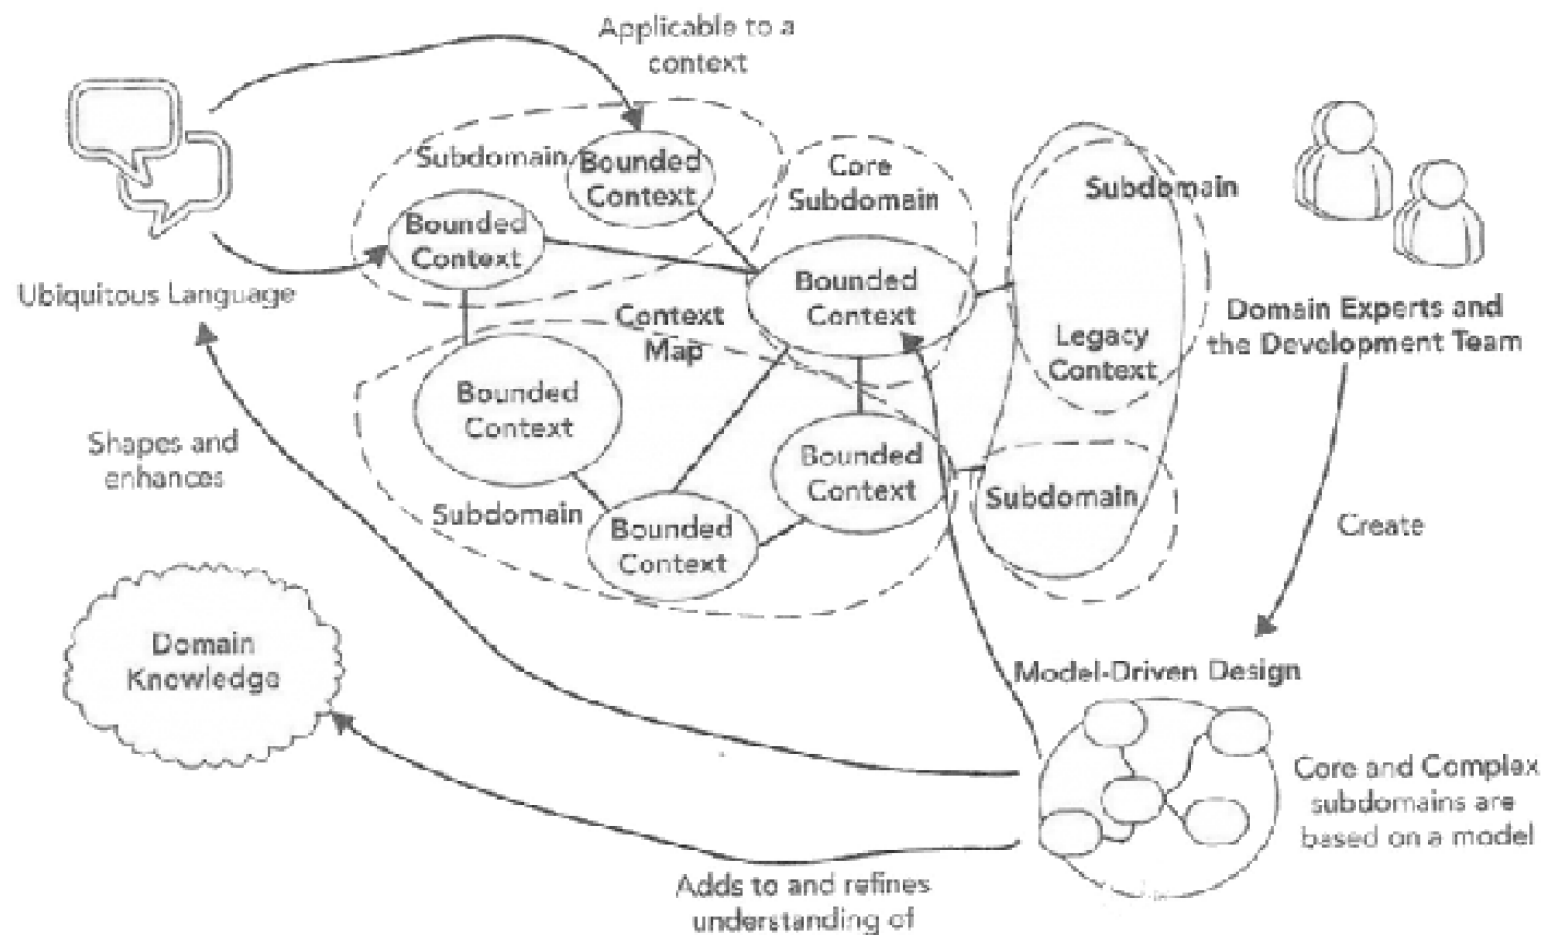 Applicable to a
context
Subdomain
Bounded
Context
Core
Subdomain
Subdomain
Bounded
Context
Bounded
Context
Ubiquitous Language
Context
Map
Legacy
Context
Domain Experts and
the Development Team
Bounded
Context
Shapes and
enhances
Bounded
Context
Subdomain
Subdomain
Bounded
Context
Create
Domain
Knowledge
Model-Driven Design
Core and Complex
subdomains are
based on a model
Adds to and refines
understanding of